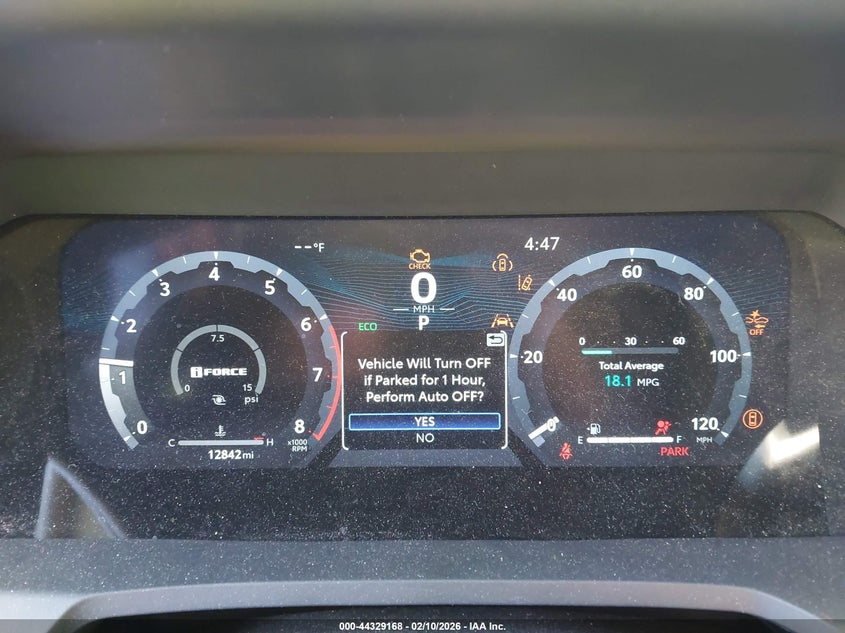 --°F
4:47
CHECK
0
MPH
P
ECO
0
1
2
3
4
5
6
7
8
x1000
RPM
7.5
iFORCE
0
15
psi
C
H
12842 mi
Vehicle Will Turn OFF
if Parked for 1 Hour,
Perform Auto OFF?
YES
NO
0
20
40
60
80
100
120
MPH
0 30 60
Total Average
18.1 MPG
E
F
PARK
OFF
000-44329168 - 02/10/2026 - IAA Inc.